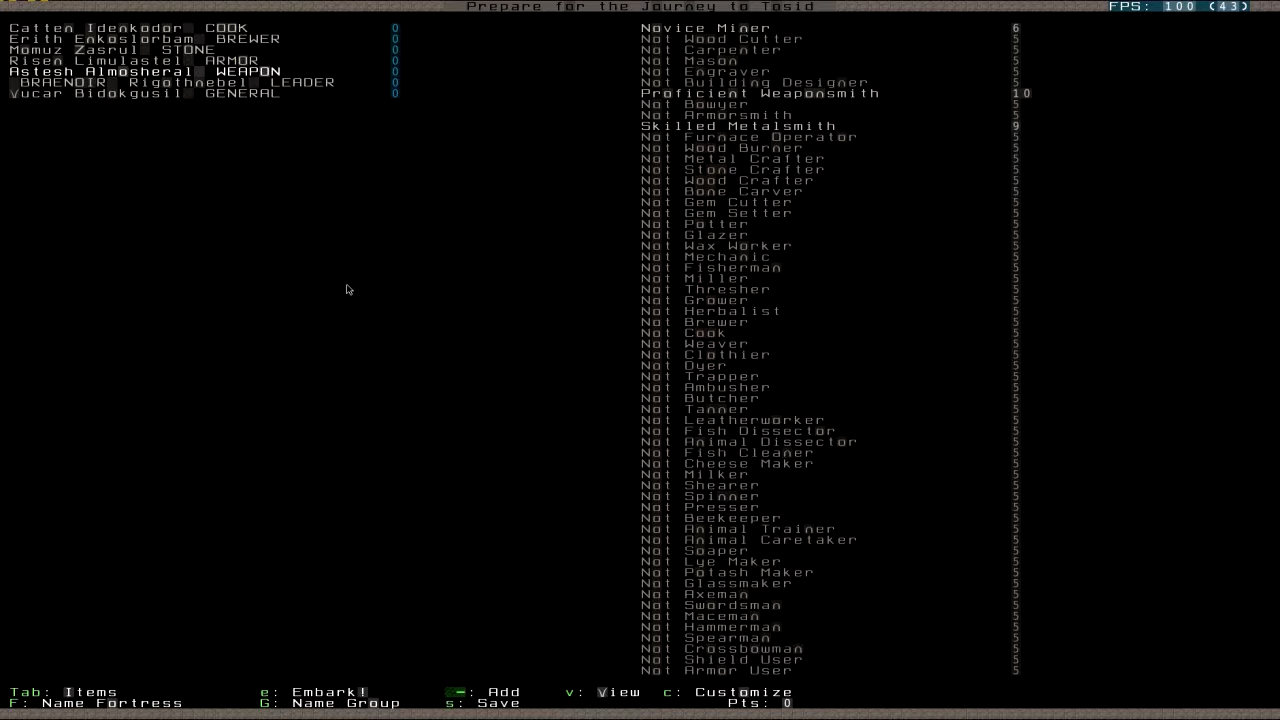 Prepare for the Journey to Tosid
FPS: 100 (43)
Catten Idenkodor COOK 0
Erith Enkoslorbam BREWER 0
Momuz Zasrul STONE 0
Risen Limulastel ARMOR 0
Astesh Almosheral WEAPON 0
BRAENOIR Rigothnebel LEADER 0
Vucar Bidokgusil GENERAL 0
Novice Miner 6
Not Wood Cutter 5
Not Carpenter 5
Not Mason 5
Not Engraver 5
Not Building Designer 5
Proficient Weaponsmith 10
Not Bowyer 5
Not Armorsmith 5
Skilled Metalsmith 9
Not Furnace Operator 5
Not Wood Burner 5
Not Metal Crafter 5
Not Stone Crafter 5
Not Wood Crafter 5
Not Bone Carver 5
Not Gem Cutter 5
Not Gem Setter 5
Not Potter 5
Not Glazer 5
Not Wax Worker 5
Not Mechanic 5
Not Fisherman 5
Not Miller 5
Not Thresher 5
Not Grower 5
Not Herbalist 5
Not Brewer 5
Not Cook 5
Not Weaver 5
Not Clothier 5
Not Dyer 5
Not Trapper 5
Not Ambusher 5
Not Butcher 5
Not Tanner 5
Not Leatherworker 5
Not Fish Dissector 5
Not Animal Dissector 5
Not Fish Cleaner 5
Not Cheese Maker 5
Not Milker 5
Not Shearer 5
Not Spinner 5
Not Presser 5
Not Beekeeper 5
Not Animal Trainer 5
Not Animal Caretaker 5
Not Soaper 5
Not Lye Maker 5
Not Potash Maker 5
Not Glassmaker 5
Not Axeman 5
Not Swordsman 5
Not Maceman 5
Not Hammerman 5
Not Spearman 5
Not Crossbowman 5
Not Shield User 5
Not Armor User 5
Tab: Items e: Embark! -: Add v: View c: Customize
F: Name Fortress G: Name Group s: Save Pts: 0